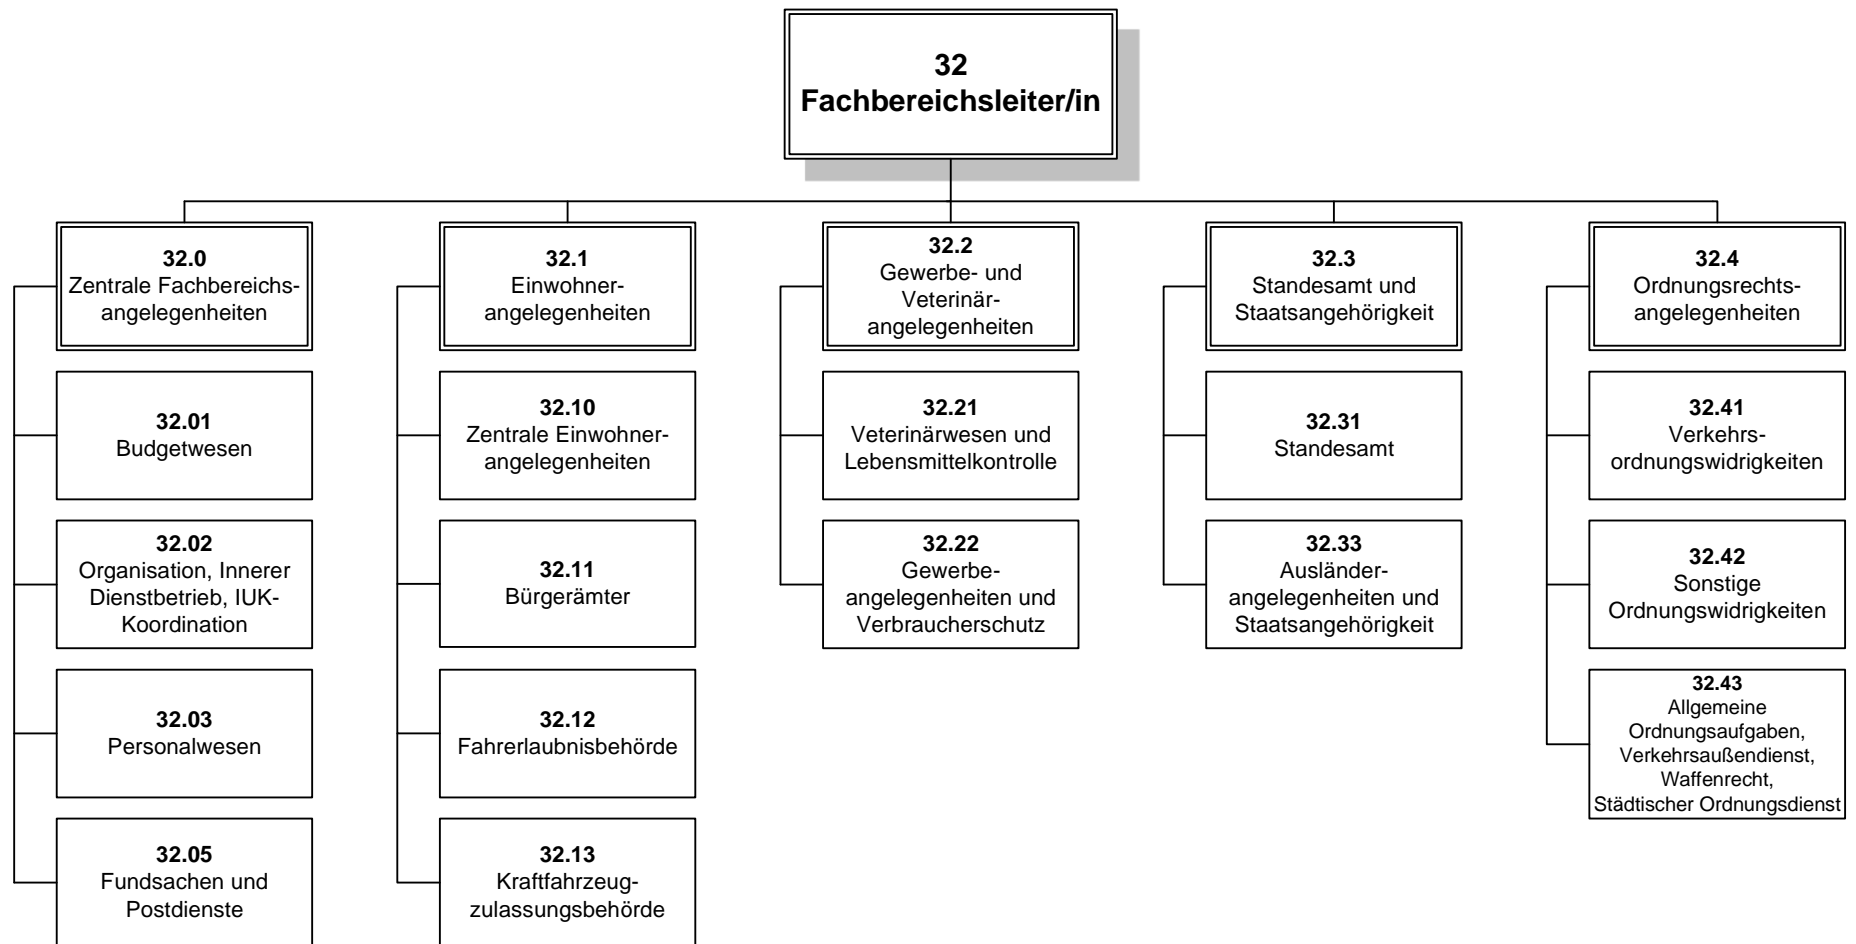 32
Fachbereichsleiter/in
32.0
Zentrale Fachbereichs-
angelegenheiten
32.01
Budgetwesen
32.02
Organisation, Innerer
Dienstbetrieb, IUK-
Koordination
32.03
Personalwesen
32.05
Fundsachen und
Postdienste
32.1
Einwohner-
angelegenheiten
32.10
Zentrale Einwohner-
angelegenheiten
32.11
Bürgerämter
32.12
Fahrerlaubnisbehörde
32.13
Kraftfahrzeug-
zulassungsbehörde
32.2
Gewerbe- und
Veterinär-
angelegenheiten
32.21
Veterinärwesen und
Lebensmittelkontrolle
32.22
Gewerbe-
angelegenheiten und
Verbraucherschutz
32.3
Standesamt und
Staatsangehörigkeit
32.31
Standesamt
32.33
Ausländer-
angelegenheiten und
Staatsangehörigkeit
32.4
Ordnungsrechts-
angelegenheiten
32.41
Verkehrs-
ordnungswidrigkeiten
32.42
Sonstige
Ordnungswidrigkeiten
32.43
Allgemeine
Ordnungsaufgaben,
Verkehrsaußendienst,
Waffenrecht,
Städtischer Ordnungsdienst